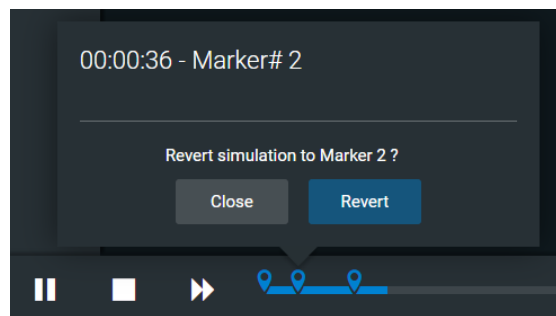 00:00:36 - Marker# 2
Revert simulation to Marker 2 ?
Close
Revert